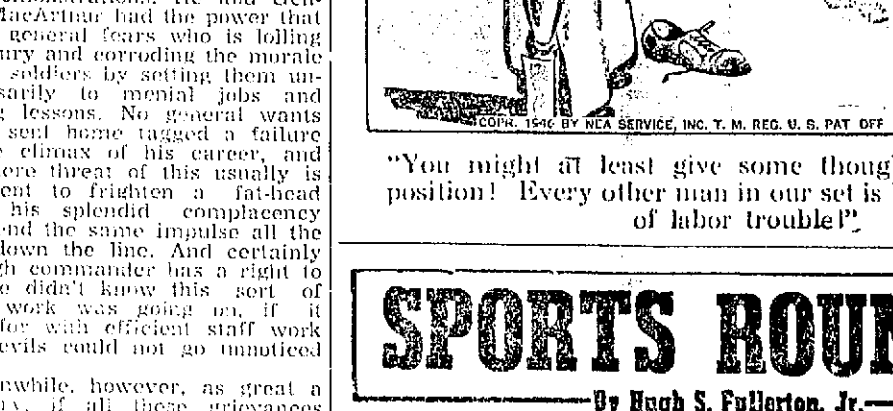 MacArthur had the power that
general fears who is lolling
ury and corroding the morale
soldiers by setting them un-
sarily to menial jobs and
g lessons. No general wants
sent home tagged a failure
e climax of his career, and
ere threat of this usually is
ent to frighten a fat-head
his splendid complacency
end the same impulse all the
down the line. And certainly
gh commander has a right to
e didn't know this sort of
work was going on, if it
for with efficient staff work
evils could not go unnoticed
nwhile, however, as great a
if all these grievances
COPR. 1946 BY NEA SERVICE, INC. T. M. REG. U. S. PAT OFF
"You might at least give some thoug
position! Every other man in our set is
of labor trouble!"
SPORTS ROUN
By Hugh S. Fullerton, Jr.